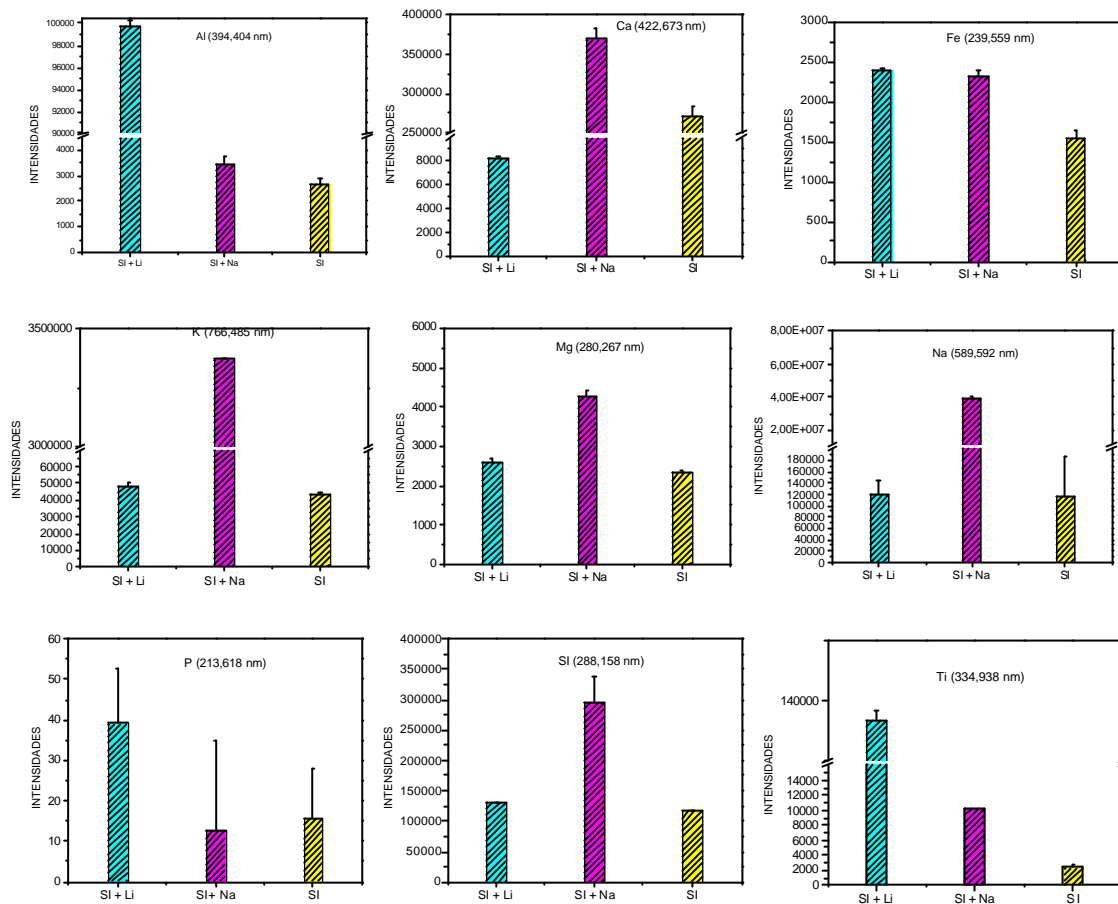 Al (394,404 nm)
INTENSIDADES
100000
98000
96000
94000
92000
90000
4000
3000
2000
1000
0
SI + Li
SI + Na
SI
Ca (422,673 nm)
INTENSIDADES
400000
350000
300000
250000
8000
6000
4000
2000
0
SI + Li
SI + Na
SI
Fe (239,559 nm)
INTENSIDADES
3000
2500
2000
1500
1000
500
0
SI + Li
SI + Na
SI
K (766,485 nm)
INTENSIDADES
3500000
3000000
60000
50000
40000
30000
20000
10000
0
SI + Li
SI + Na
SI
Mg (280,267 nm)
INTENSIDADES
6000
5000
4000
3000
2000
1000
0
SI + Li
SI + Na
SI
Na (589,592 nm)
INTENSIDADES
8,00E+007
6,00E+007
4,00E+007
2,00E+007
180000
160000
140000
120000
100000
80000
60000
40000
20000
0
SI + Li
SI + Na
SI
P (213,618 nm)
INTENSIDADES
60
50
40
30
20
10
0
SI + Li
SI+ Na
SI
SI (288,158 nm)
INTENSIDADES
400000
350000
300000
250000
200000
150000
100000
50000
0
SI + Li
SI + Na
SI
Ti (334,938 nm)
INTENSIDADES
140000
14000
12000
10000
8000
6000
4000
2000
0
SI + Li
SI + Na
SI